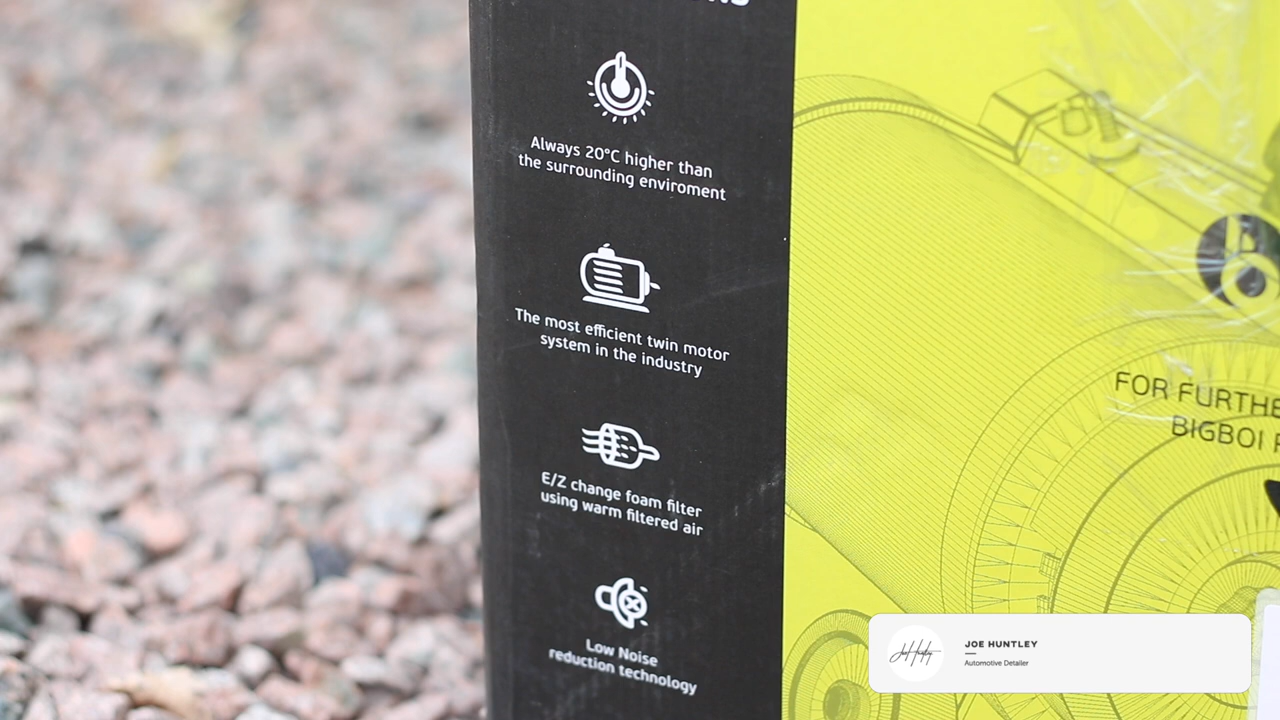 Always 20°C higher than
the surrounding enviroment
The most efficient twin motor
system in the industry
E/Z change foam filter
using warm filtered air
Low Noise
reduction technology
FOR FURTHE
BIGBOI
JOE HUNTLEY
Automotive Detailer